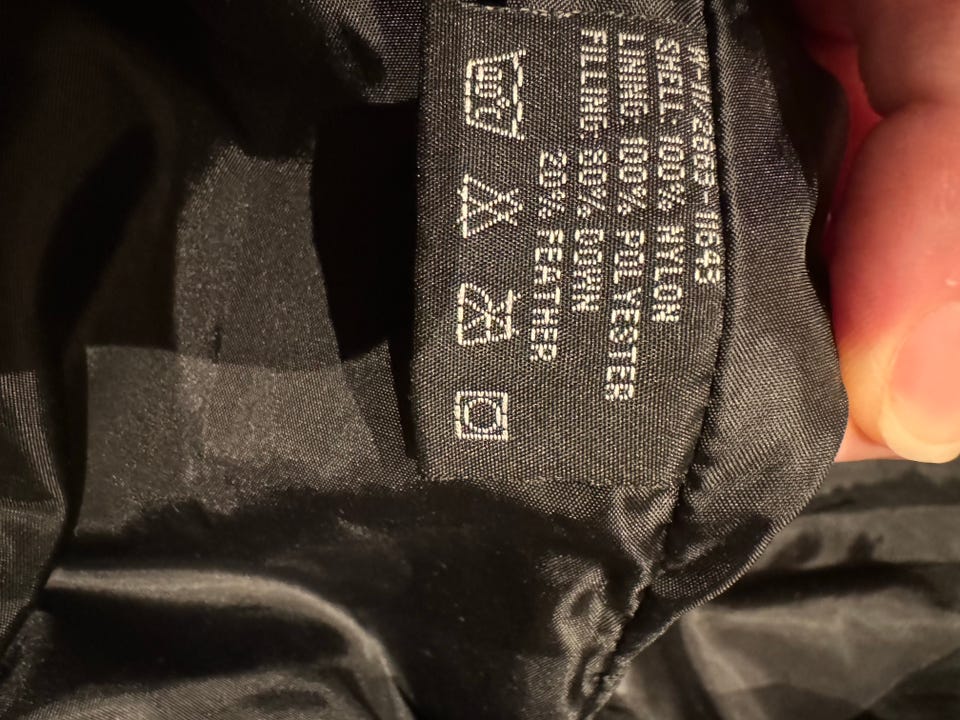 SHELL 100% NYLON
LINING 100% POLYESTER
FILLING 80% DOWN
20% FEATHER